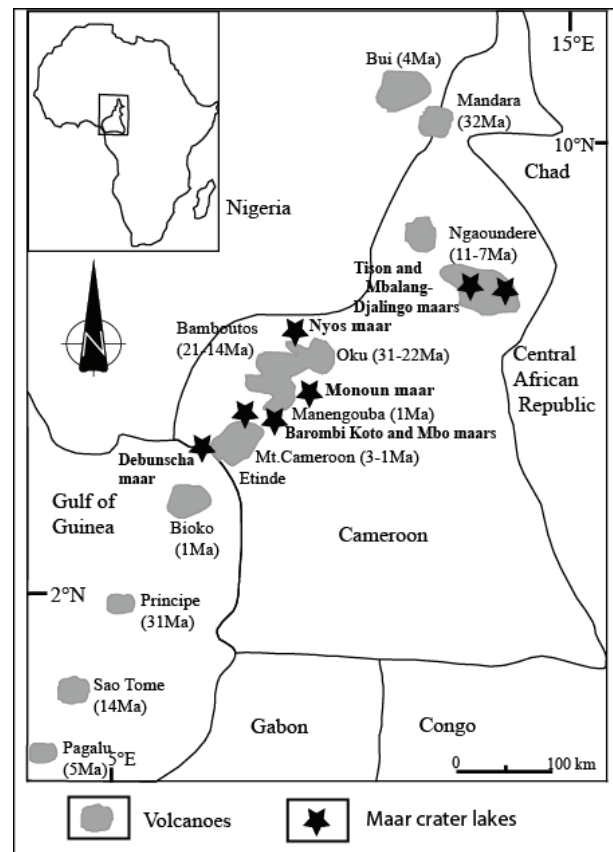 15°E
Bui (4Ma)
Mandara
(32Ma)
10°N
Chad
Nigeria
Ngaoundere
(11-7Ma)
Tison and
Mbalang-
Djalingo maars
N
Nyos maar
Bamboutos
(21-14Ma)
Oku (31-22Ma)
Central
African
Republic
Monoun maar
Manengouba (1Ma)
Barombi Koto and Mbo maars
Debunscha
maar
Mt.Cameroon (3-1Ma)
Etinde
Gulf of
Guinea
Bioko
(1Ma)
Cameroon
2°N
Principe
(31Ma)
Sao Tome
(14Ma)
Gabon
Congo
Pagalu
(5Ma)
5°E
0
100 km
Volcanoes
Maar crater lakes